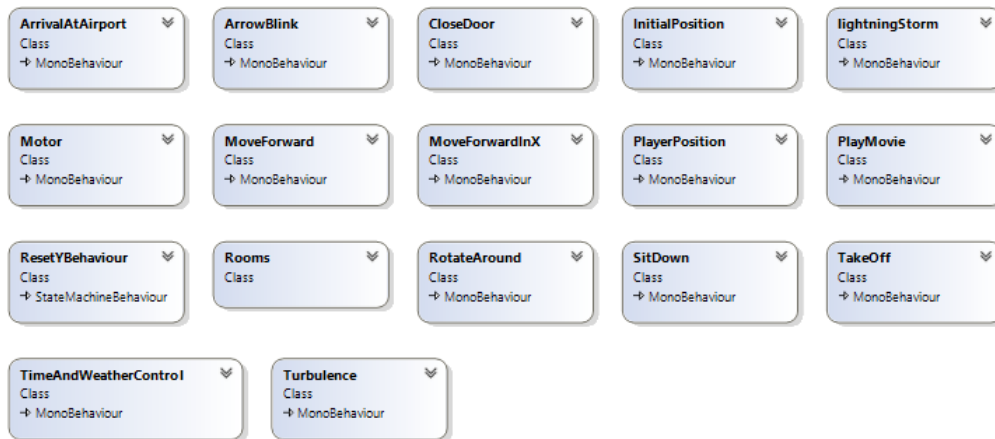 ArrivalAtAirport
Class
MonoBehaviour
ArrowBlink
Class
MonoBehaviour
CloseDoor
Class
MonoBehaviour
InitialPosition
Class
MonoBehaviour
lightningStorm
Class
MonoBehaviour
Motor
Class
MonoBehaviour
MoveForward
Class
MonoBehaviour
MoveForwardInX
Class
MonoBehaviour
PlayerPosition
Class
MonoBehaviour
PlayMovie
Class
MonoBehaviour
ResetYBehaviour
Class
StateMachineBehaviour
Rooms
Class
RotateAround
Class
MonoBehaviour
SitDown
Class
MonoBehaviour
TakeOff
Class
MonoBehaviour
TimeAndWeatherControl
Class
MonoBehaviour
Turbulence
Class
MonoBehaviour